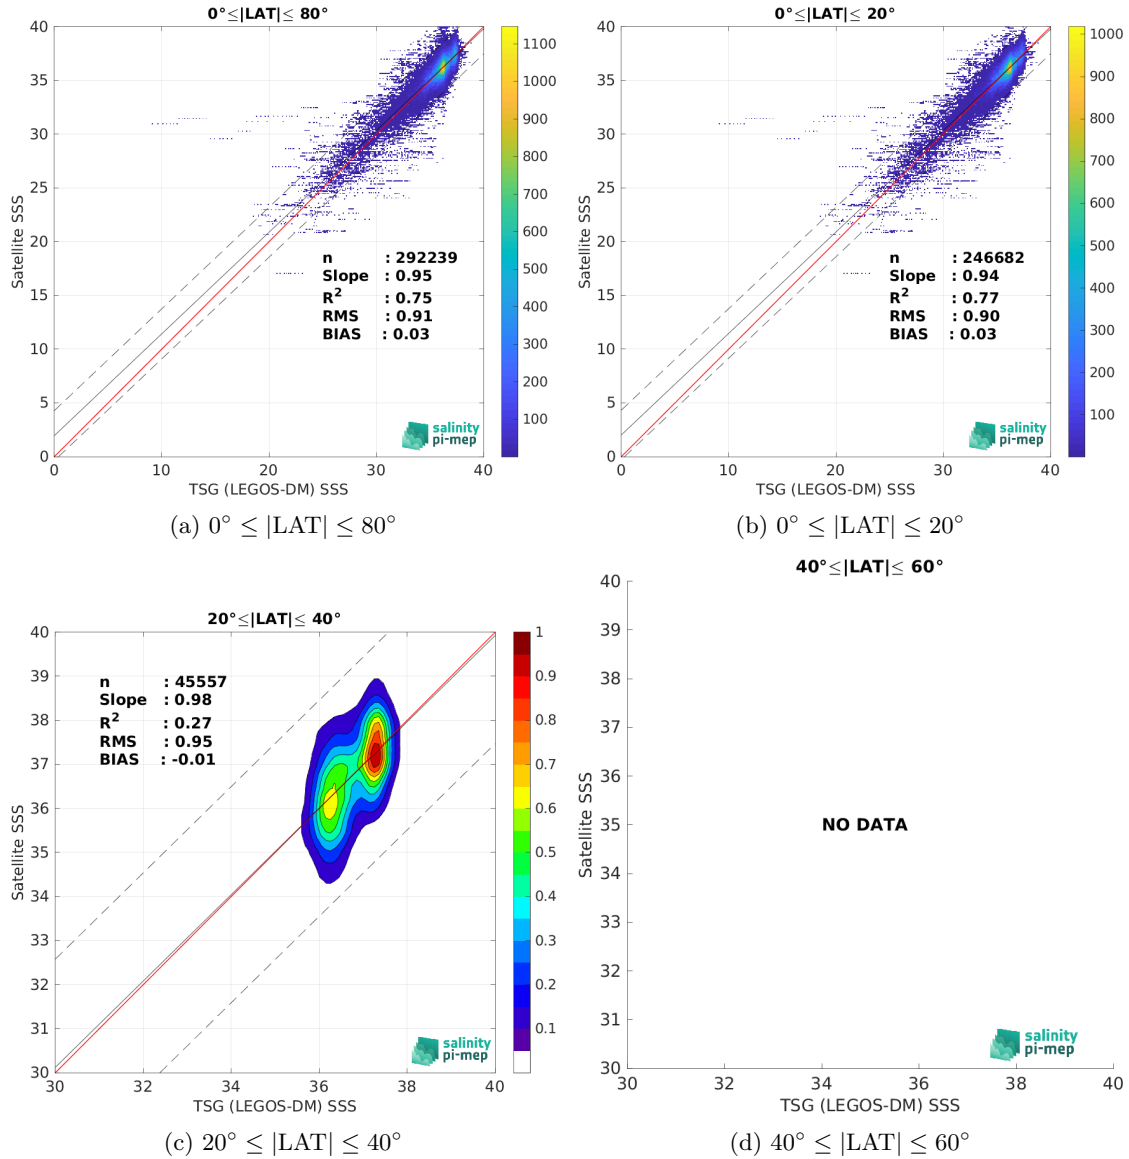 0°≤|LAT|≤ 80°
40
35
30
25
20
15
10
5
0
Satellite SSS
n : 292239
Slope : 0.95
R² : 0.75
RMS : 0.91
BIAS : 0.03
salinity
pi-mep
0 10 20 30 40
TSG (LEGOS-DM) SSS
1100
1000
900
800
700
600
500
400
300
200
100
(a) 0° ≤ |LAT| ≤ 80°
0°≤|LAT|≤ 20°
40
35
30
25
20
15
10
5
0
Satellite SSS
n : 246682
Slope : 0.94
R² : 0.77
RMS : 0.90
BIAS : 0.03
salinity
pi-mep
0 10 20 30 40
TSG (LEGOS-DM) SSS
1000
900
800
700
600
500
400
300
200
100
(b) 0° ≤ |LAT| ≤ 20°
20°≤|LAT|≤ 40°
40
39
38
37
36
35
34
33
32
31
30
Satellite SSS
n : 45557
Slope : 0.98
R² : 0.27
RMS : 0.95
BIAS : -0.01
salinity
pi-mep
30 32 34 36 38 40
TSG (LEGOS-DM) SSS
1
0.9
0.8
0.7
0.6
0.5
0.4
0.3
0.2
0.1
(c) 20° ≤ |LAT| ≤ 40°
40°≤|LAT|≤ 60°
40
39
38
37
36
35
34
33
32
31
30
Satellite SSS
NO DATA
salinity
pi-mep
30 32 34 36 38 40
TSG (LEGOS-DM) SSS
(d) 40° ≤ |LAT| ≤ 60°